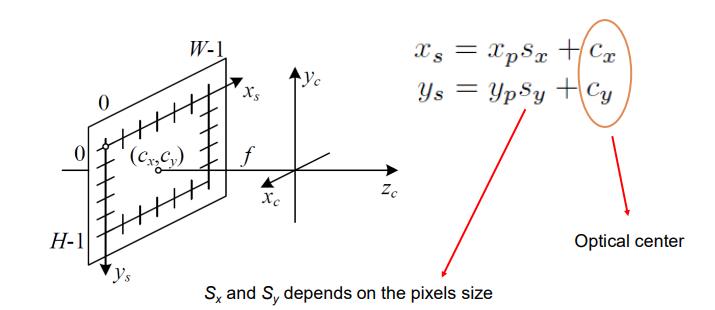 W-1
0
x_s
y_c
0
(c_x,c_y)
f
x_c
z_c
H-1
y_s
x_s = x_p s_x + c_x
y_s = y_p s_y + c_y
Optical center
S_x and S_y depends on the pixels size